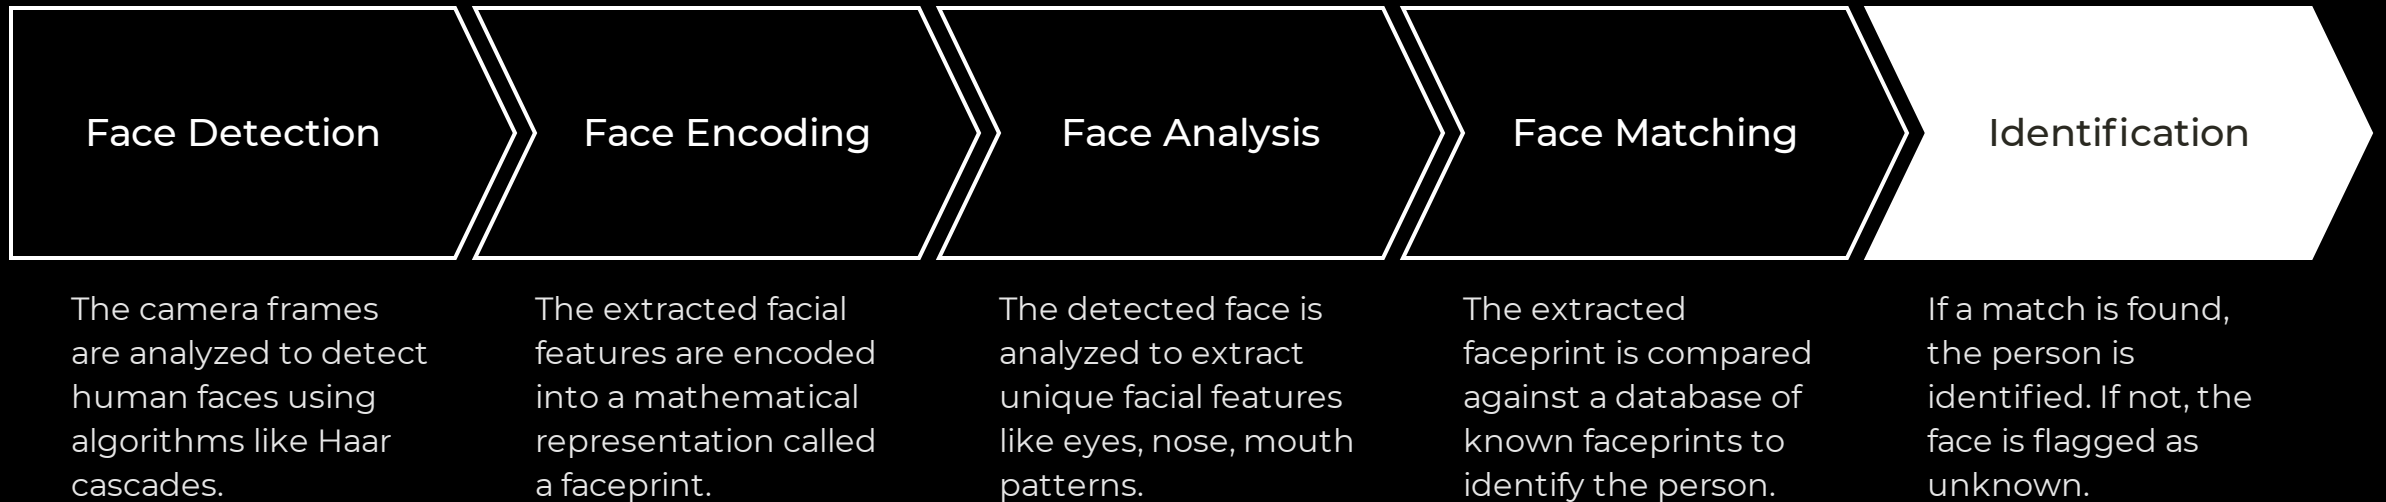 Face Detection
The camera frames
are analyzed to detect
human faces using
algorithms like Haar
cascades.
Face Encoding
The extracted facial
features are encoded
into a mathematical
representation called
a faceprint.
Face Analysis
The detected face is
analyzed to extract
unique facial features
like eyes, nose, mouth
patterns.
Face Matching
The extracted
faceprint is compared
against a database of
known faceprints to
identify the person.
Identification
If a match is found,
the person is
identified. If not, the
face is flagged as
unknown.